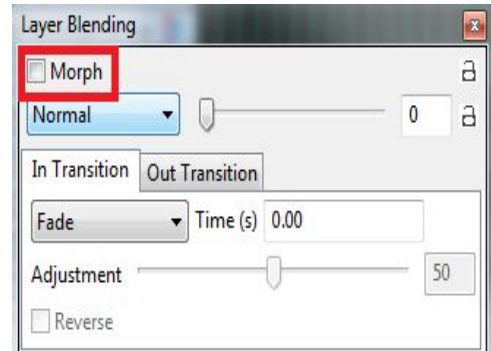 Layer Blending
Morph
Normal 0
In Transition Out Transition
Fade Time (s) 0.00
Adjustment 50
Reverse